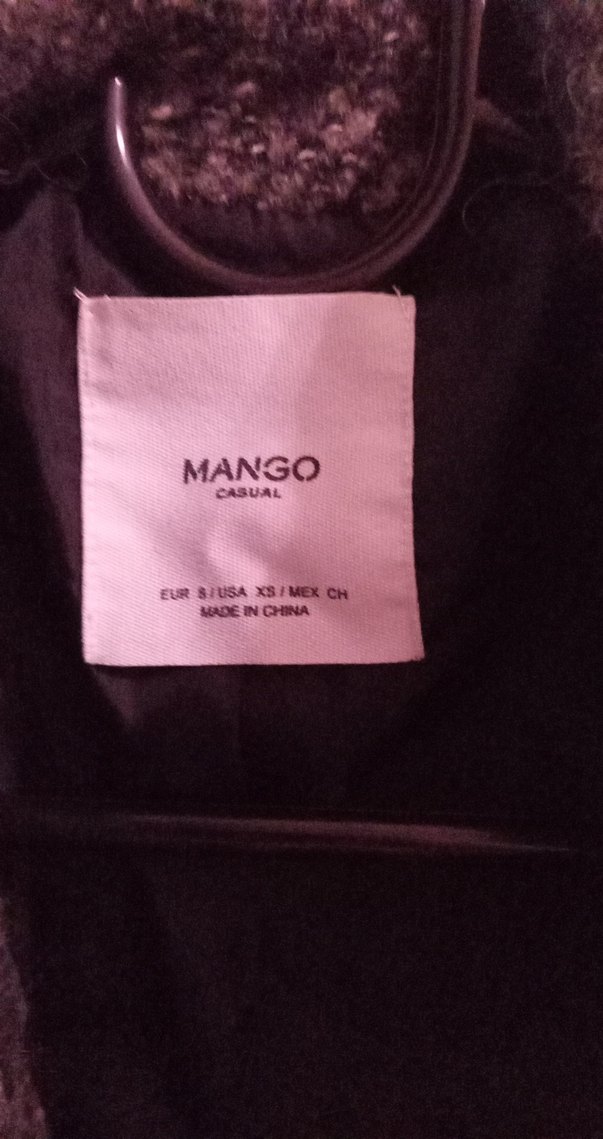 MANGO
CASUAL
EUR S / USA XS / MEX CH
MADE IN CHINA